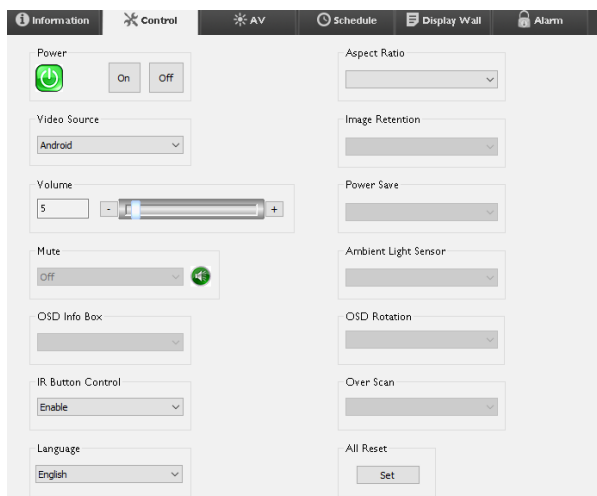 Information Control AV Schedule Display Wall Alarm
Power
On Off
Aspect Ratio
Video Source
Android
Image Retention
Volume
5 - +
Power Save
Mute
Off
Ambient Light Sensor
OSD Info Box
OSD Rotation
IR Button Control
Enable
Over Scan
Language
English
All Reset
Set